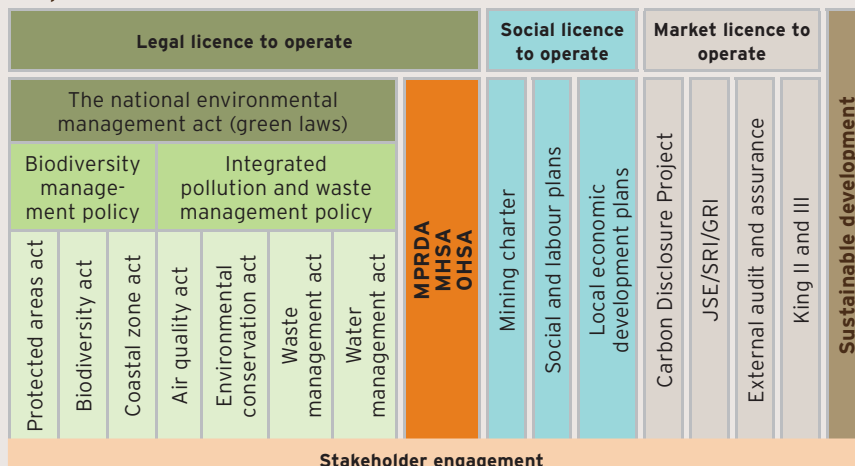 Legal licence to operate
Social licence
to operate
Market licence to
operate
The national environmental
management act (green laws)
Biodiversity
manage-
ment policy
Integrated
pollution and waste
management policy
Protected areas act
Biodiversity act
Coastal zone act
Air quality act
Environmental
conservation act
Waste
management act
Water
management act
MPRDA
MHSA
OHSA
Mining charter
Social and labour plans
Local economic
development plans
Carbon Disclosure Project
JSE/SRI/GRI
External audit and assurance
King II and III
Sustainable development
Stakeholder engagement